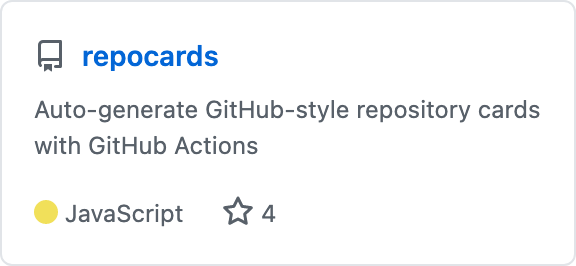 repocards
Auto-generate GitHub-style repository cards
with GitHub Actions
JavaScript 4